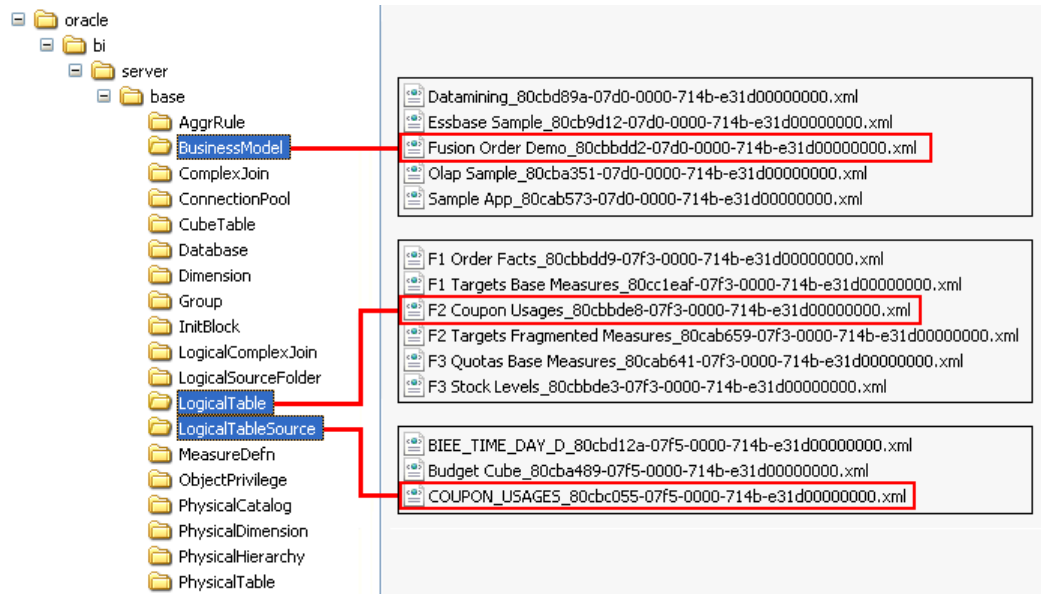 oracle
bi
server
base
AggrRule
BusinessModel
ComplexJoin
ConnectionPool
CubeTable
Database
Dimension
Group
InitBlock
LogicalComplexJoin
LogicalSourceFolder
LogicalTable
LogicalTableSource
MeasureDefn
ObjectPrivilege
PhysicalCatalog
PhysicalDimension
PhysicalHierarchy
PhysicalTable
Datamining_80cbd89a-07d0-0000-714b-e31d00000000.xml
Essbase Sample_80cb9d12-07d0-0000-714b-e31d00000000.xml
Fusion Order Demo_80cbbdd2-07d0-0000-714b-e31d00000000.xml
Olap Sample_80cba351-07d0-0000-714b-e31d00000000.xml
Sample App_80cab573-07d0-0000-714b-e31d00000000.xml
F1 Order Facts_80cbbdd9-07f3-0000-714b-e31d00000000.xml
F1 Targets Base Measures_80cc1eaf-07f3-0000-714b-e31d00000000.xml
F2 Coupon Usages_80cbbde8-07f3-0000-714b-e31d00000000.xml
F2 Targets Fragmented Measures_80cab659-07f3-0000-714b-e31d00000000.xml
F3 Quotas Base Measures_80cab641-07f3-0000-714b-e31d00000000.xml
F3 Stock Levels_80cbbde3-07f3-0000-714b-e31d00000000.xml
BIEE_TIME_DAY_D_80cbd12a-07f5-0000-714b-e31d00000000.xml
Budget Cube_80cba489-07f5-0000-714b-e31d00000000.xml
COUPON_USAGES_80cbc055-07f5-0000-714b-e31d00000000.xml